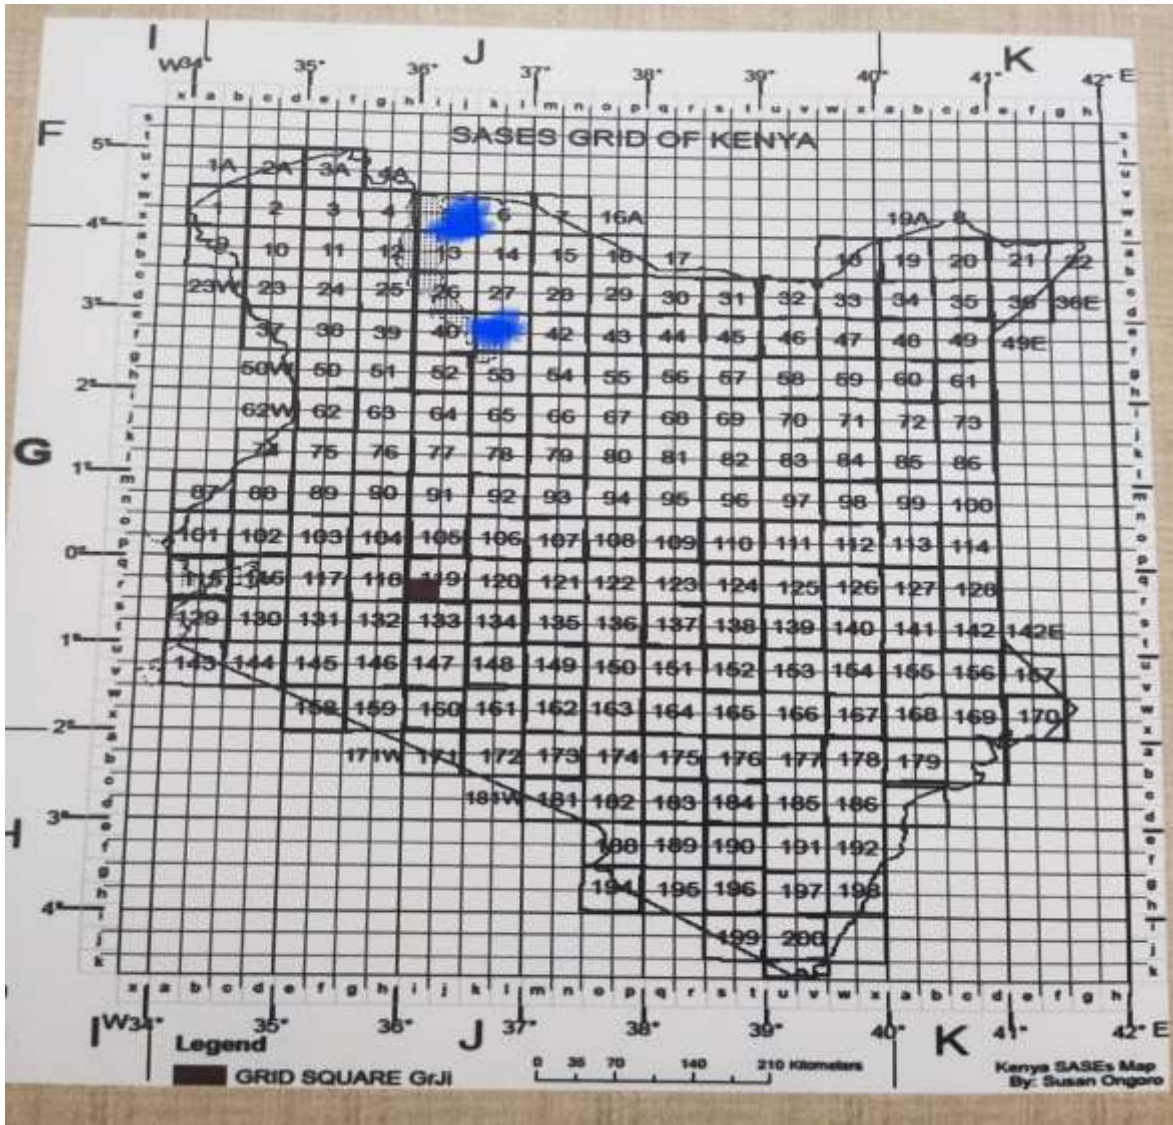 I J K
W34° 35° 36° 37° 38° 39° 40° 41° 42° E
x a b c d e f g h i j k l m n o p q r s t u v w x a b c d e f g h
F
SASES GRID OF KENYA
5°
1A 2A 3A 4A
1 2 3 4 6 7 16A 19A 8
4°
9 10 11 12 13 14 15 16 17 18 19 20 21 22
23W 23 24 25 26 27 28 29 30 31 32 33 34 35 36 36E
3°
37 38 39 40 42 43 44 45 46 47 48 49 49E
50W 50 51 52 53 54 55 56 57 58 59 60 61
2°
62W 62 63 64 65 66 67 68 69 70 71 72 73
G
74 75 76 77 78 79 80 81 82 83 84 85 86
1°
87 88 89 90 91 92 93 94 95 96 97 98 99 100
101 102 103 104 105 106 107 108 109 110 111 112 113 114
0°
115 116 117 118 119 120 121 122 123 124 125 126 127 128
129 130 131 132 133 134 135 136 137 138 139 140 141 142 142E
1°
143 144 145 146 147 148 149 150 151 152 153 154 155 156 157
158 159 160 161 162 163 164 165 166 167 168 169 170
2°
171W 171 172 173 174 175 176 177 178 179
181W 181 182 183 184 185 186
3°
188 189 190 191 192
194 195 196 197 198
4°
199 200
x a b c d e f g h i j k l m n o p q r s t u v w x a b c d e f g h
I J K
W34° 35° 36° 37° 38° 39° 40° 41° 42° E
Legend
GRID SQUARE GrJi
0 35 70 140 210 Kilometers
Kenya SASEs Map
By: Susan Ongoro